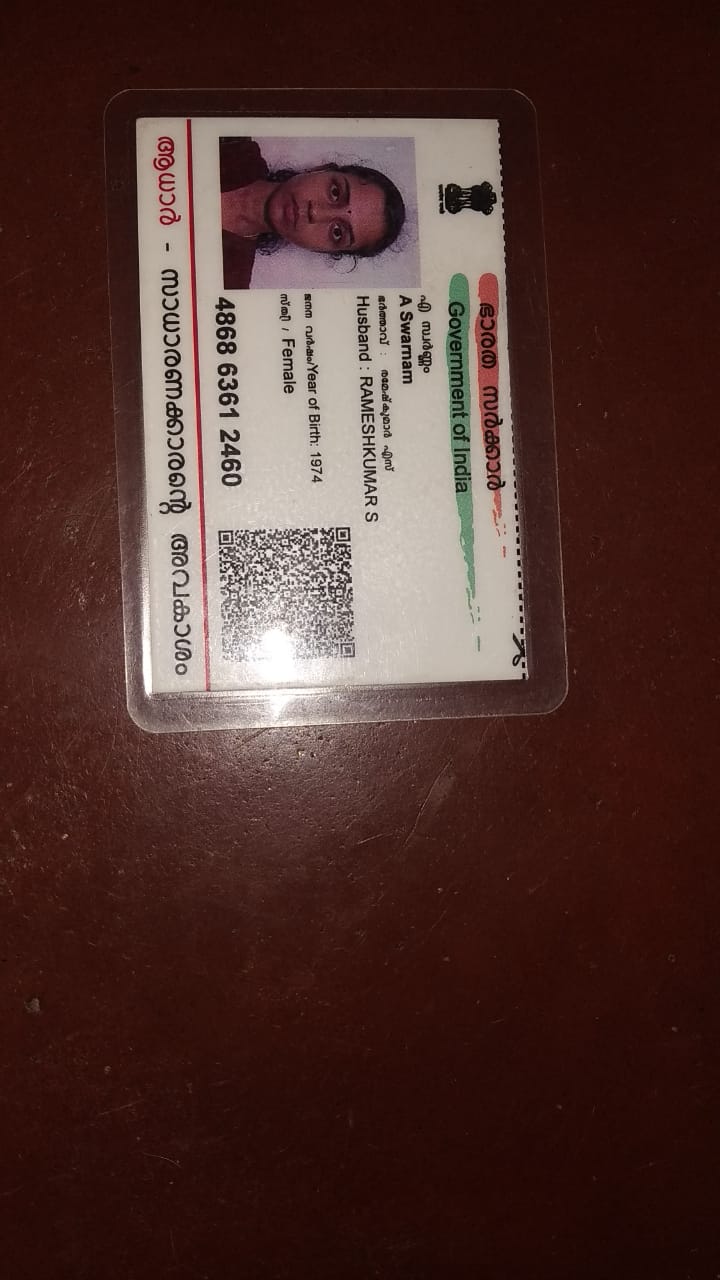 ഭാരത സർക്കാർ
Government of India
എ സ്വർണ്ണം
A Swarnam
ഭർത്താവ് : രമേഷ്കുമാർ എസ്
Husband : RAMESHKUMAR S
ജനന വർഷം/Year of Birth: 1974
സ്ത്രീ / Female
4868 6361 2460
ആധാർ - സാധാരണക്കാരന്റെ അവകാശം